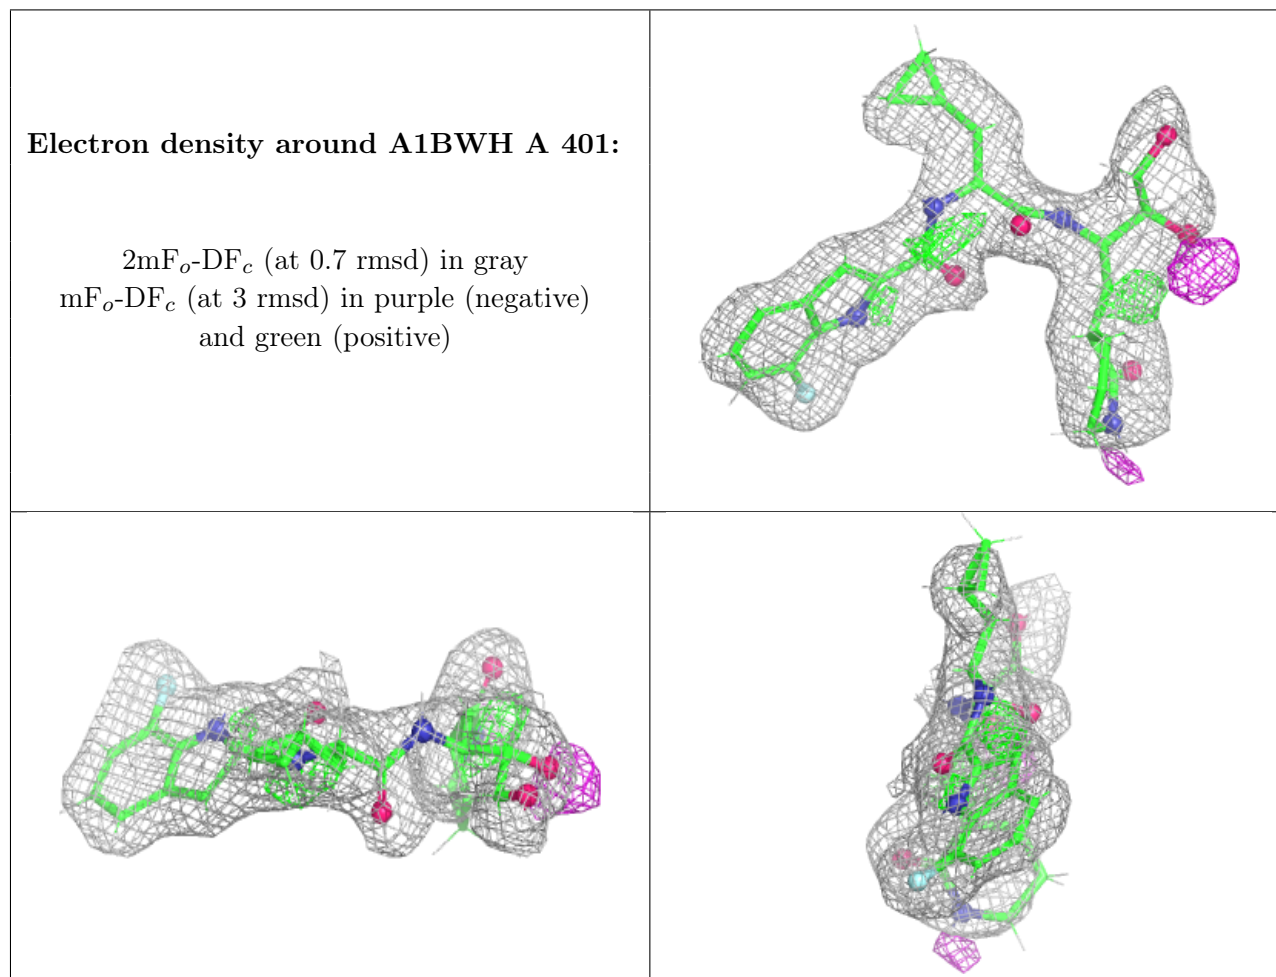 Electron density around A1BWH A 401:
2mFo-DFc (at 0.7 rmsd) in gray
mFo-DFc (at 3 rmsd) in purple (negative)
and green (positive)